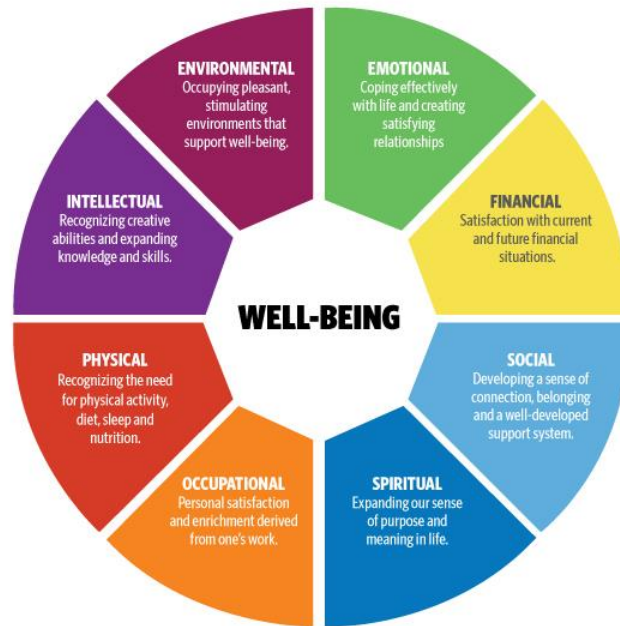 ENVIRONMENTAL
Occupying pleasant,
stimulating
environments that
support well-being.
EMOTIONAL
Coping effectively
with life and creating
satisfying
relationships
INTELLECTUAL
Recognizing creative
abilities and expanding
knowledge and skills.
FINANCIAL
Satisfaction with current
and future financial
situations.
WELL-BEING
PHYSICAL
Recognizing the need
for physical activity,
diet, sleep and
nutrition.
SOCIAL
Developing a sense of
connection, belonging
and a well-developed
support system.
OCCUPATIONAL
Personal satisfaction
and enrichment derived
from one's work.
SPIRITUAL
Expanding our sense
of purpose and
meaning in life.